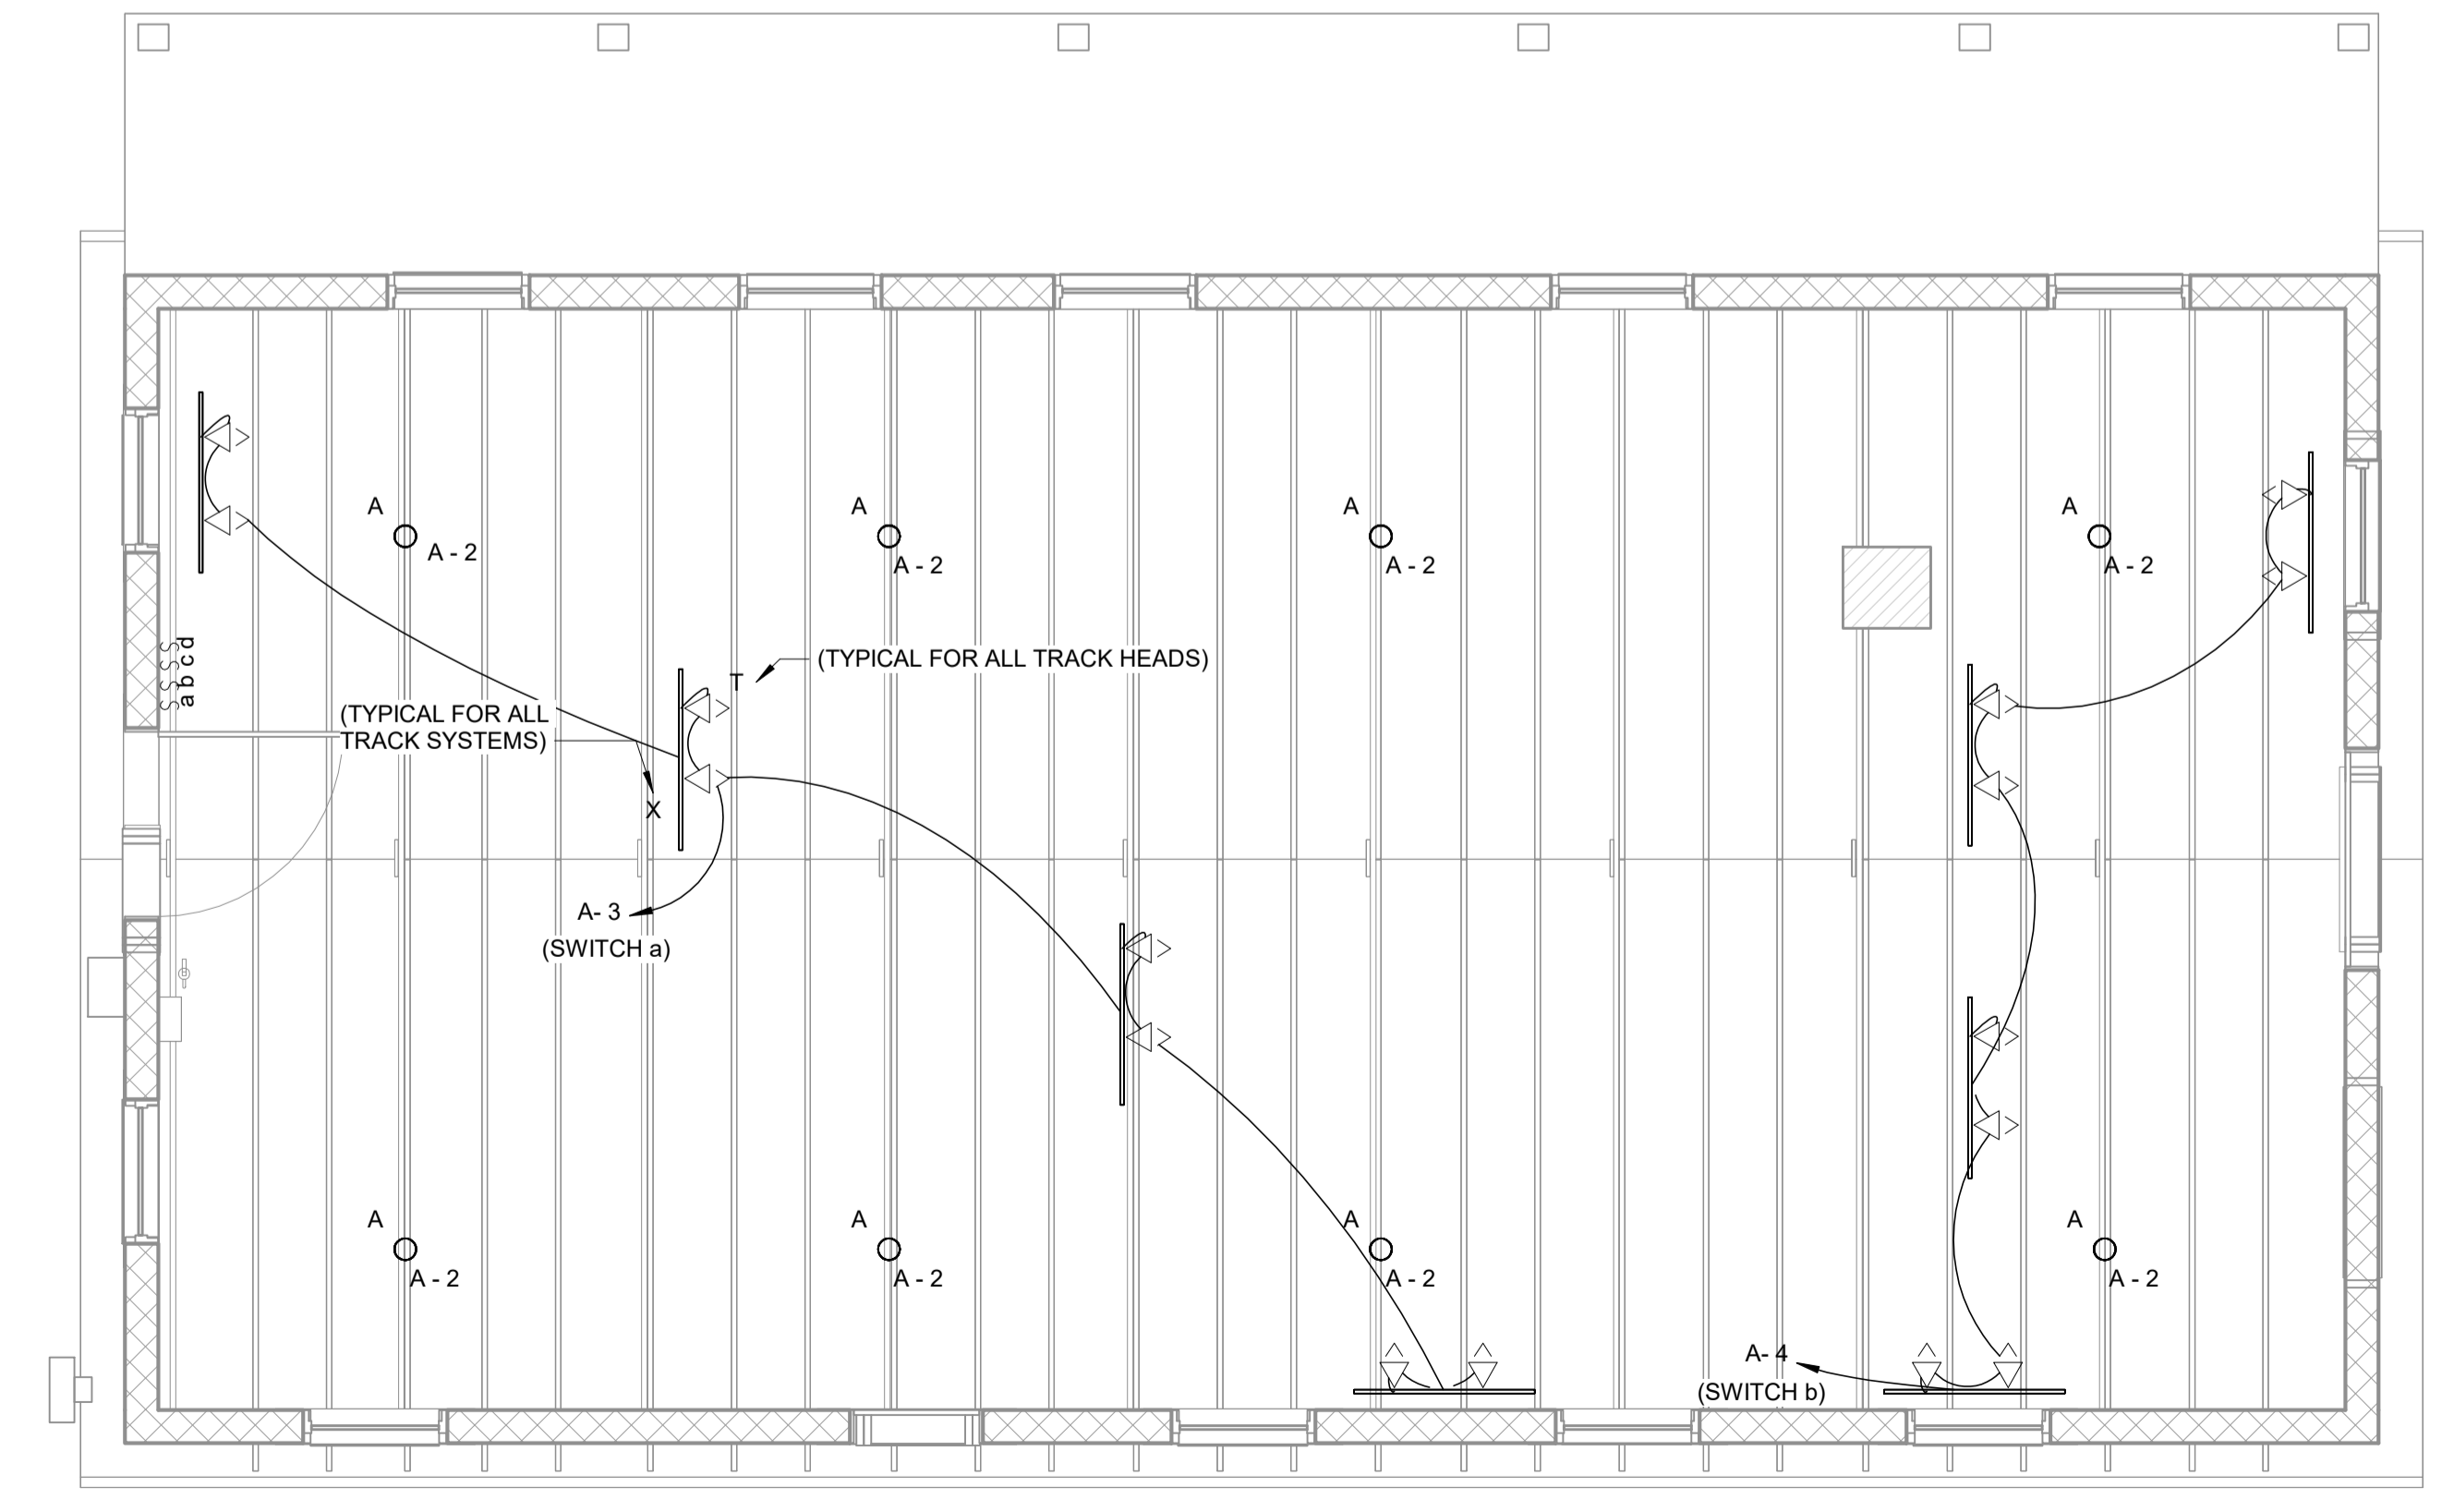 A
A
A
A
A - 2
A - 2
A - 2
A - 2
S S S S
a b c d
(TYPICAL FOR ALL TRACK HEADS)
T
(TYPICAL FOR ALL
TRACK SYSTEMS)
X
A- 3
(SWITCH a)
A
A
A
A
A - 2
A - 2
A - 2
A - 2
A- 4
(SWITCH b)